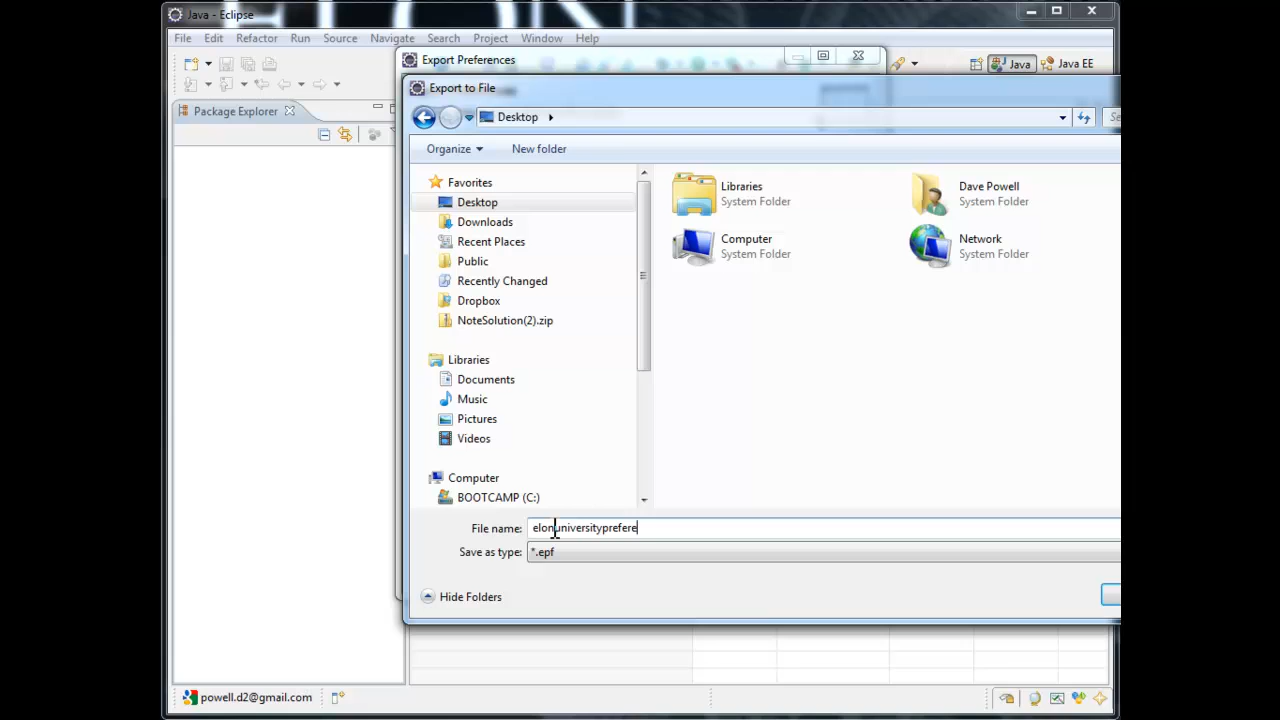 ELON
Java - Eclipse
File Edit Refactor Run Source Navigate Search Project Window Help
Export Preferences
Java Java EE
Export to File
Package Explorer
Desktop
Organize New folder
Favorites
Desktop
Downloads
Recent Places
Public
Recently Changed
Dropbox
NoteSolution(2).zip
Libraries
Documents
Music
Pictures
Videos
Computer
BOOTCAMP (C:)
Libraries
System Folder
Dave Powell
System Folder
Computer
System Folder
Network
System Folder
File name: elonuniversityprefere
Save as type: *.epf
Hide Folders
powell.d2@gmail.com